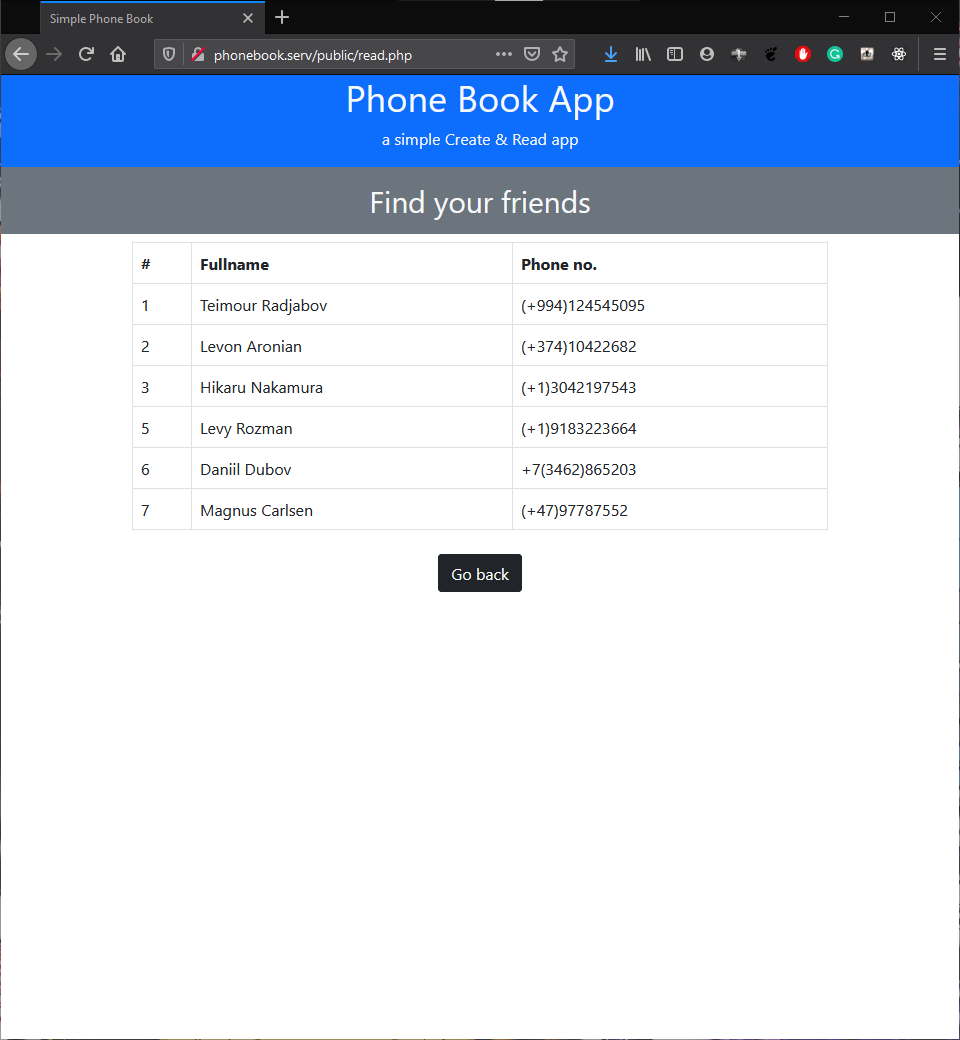 Simple Phone Book
phonebook.serv/public/read.php
Phone Book App
a simple Create & Read app
Find your friends
# Fullname Phone no.
1 Teimour Radjabov (+994)124545095
2 Levon Aronian (+374)10422682
3 Hikaru Nakamura (+1)3042197543
5 Levy Rozman (+1)9183223664
6 Daniil Dubov +7(3462)865203
7 Magnus Carlsen (+47)97787552
Go back